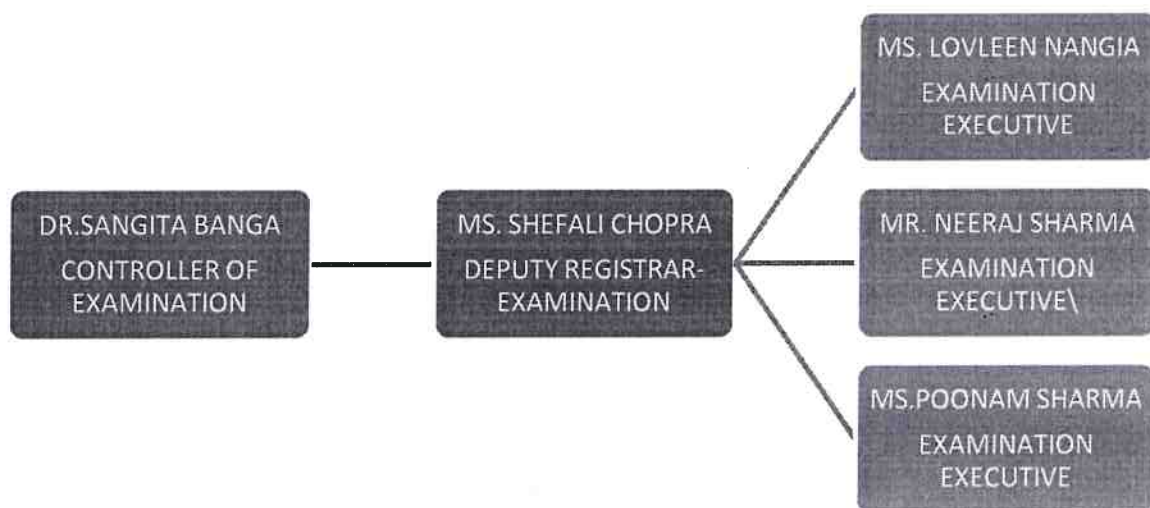 DR.SANGITA BANGA
CONTROLLER OF
EXAMINATION
MS. SHEFALI CHOPRA
DEPUTY REGISTRAR-
EXAMINATION
MS. LOVLEEN NANGIA
EXAMINATION
EXECUTIVE
MR. NEERAJ SHARMA
EXAMINATION
EXECUTIVE\
MS.POONAM SHARMA
EXAMINATION
EXECUTIVE